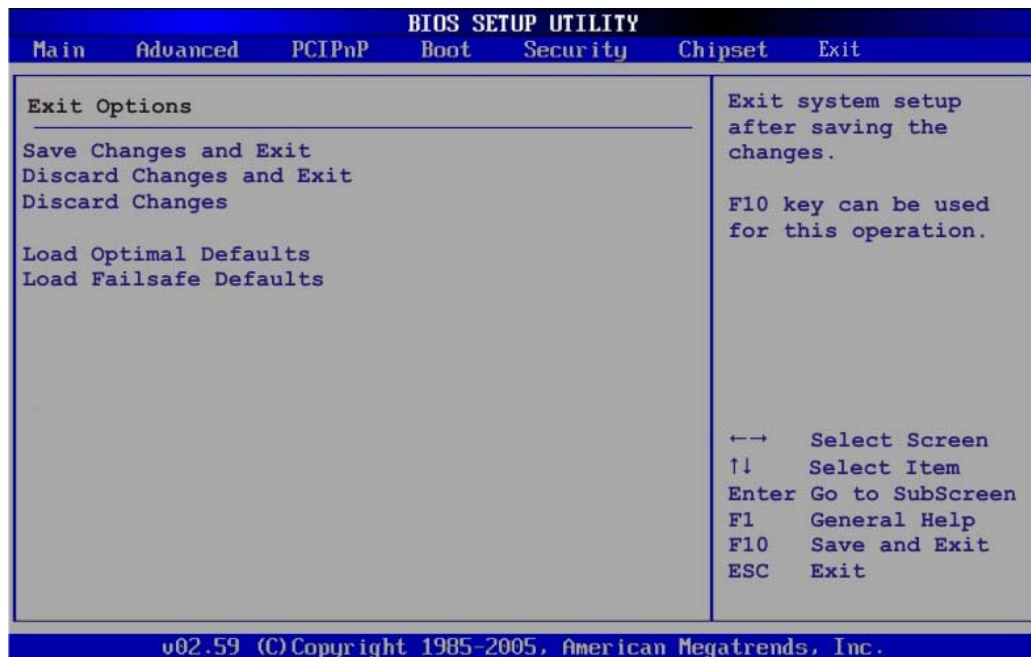 BIOS SETUP UTILITY
Main Advanced PCIPnP Boot Security Chipset Exit
Exit Options
Save Changes and Exit
Discard Changes and Exit
Discard Changes
Load Optimal Defaults
Load Failsafe Defaults
Exit system setup
after saving the
changes.
F10 key can be used
for this operation.
←→ Select Screen
↑↓ Select Item
Enter Go to SubScreen
F1 General Help
F10 Save and Exit
ESC Exit
v02.59 (C)Copyright 1985-2005, American Megatrends, Inc.